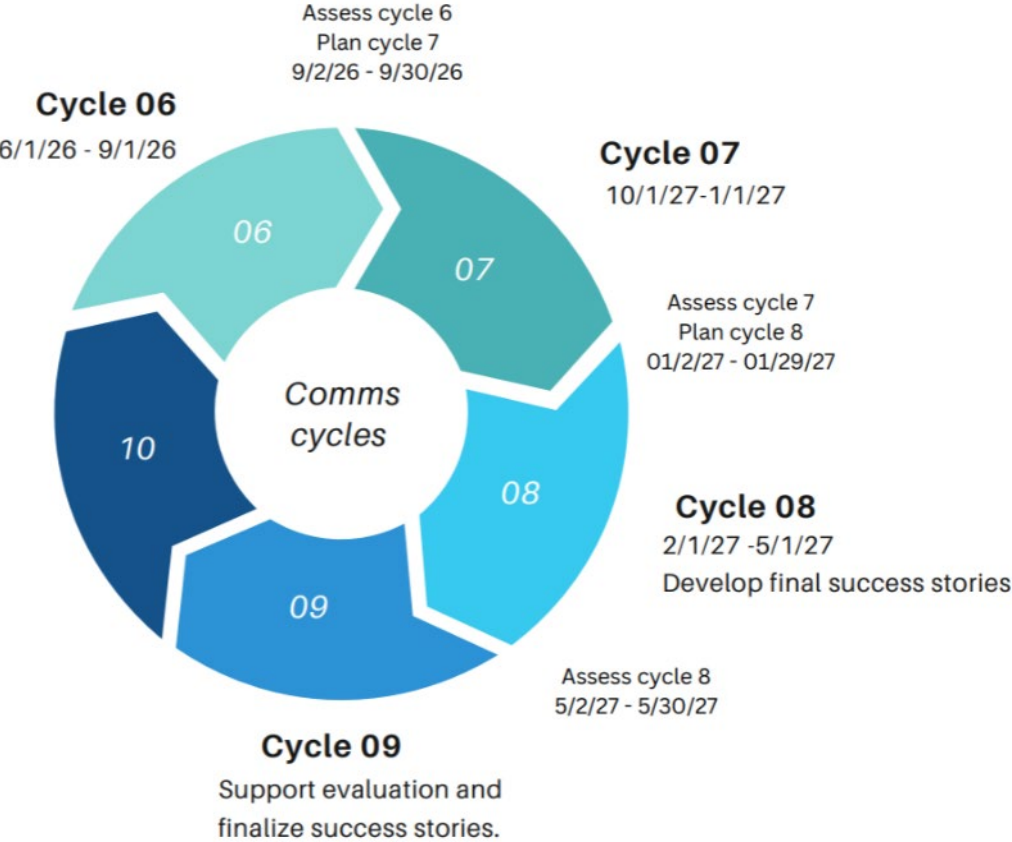 Assess cycle 6
Plan cycle 7
9/2/26 - 9/30/26
Cycle 06
6/1/26 - 9/1/26
Cycle 07
10/1/27-1/1/27
06
07
Assess cycle 7
Plan cycle 8
01/2/27 - 01/29/27
Comms
cycles
10
08
Cycle 08
2/1/27 -5/1/27
Develop final success stories
09
Assess cycle 8
5/2/27 - 5/30/27
Cycle 09
Support evaluation and
finalize success stories.